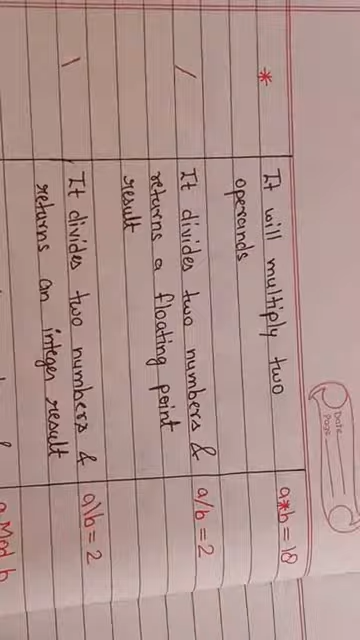 Date
Page
* It will multiply two a*b=18
operands
/ It divides two numbers & a/b=2
returns a floating point
result
\ It divides two numbers & a\b=2
returns an integer result
a Mod b